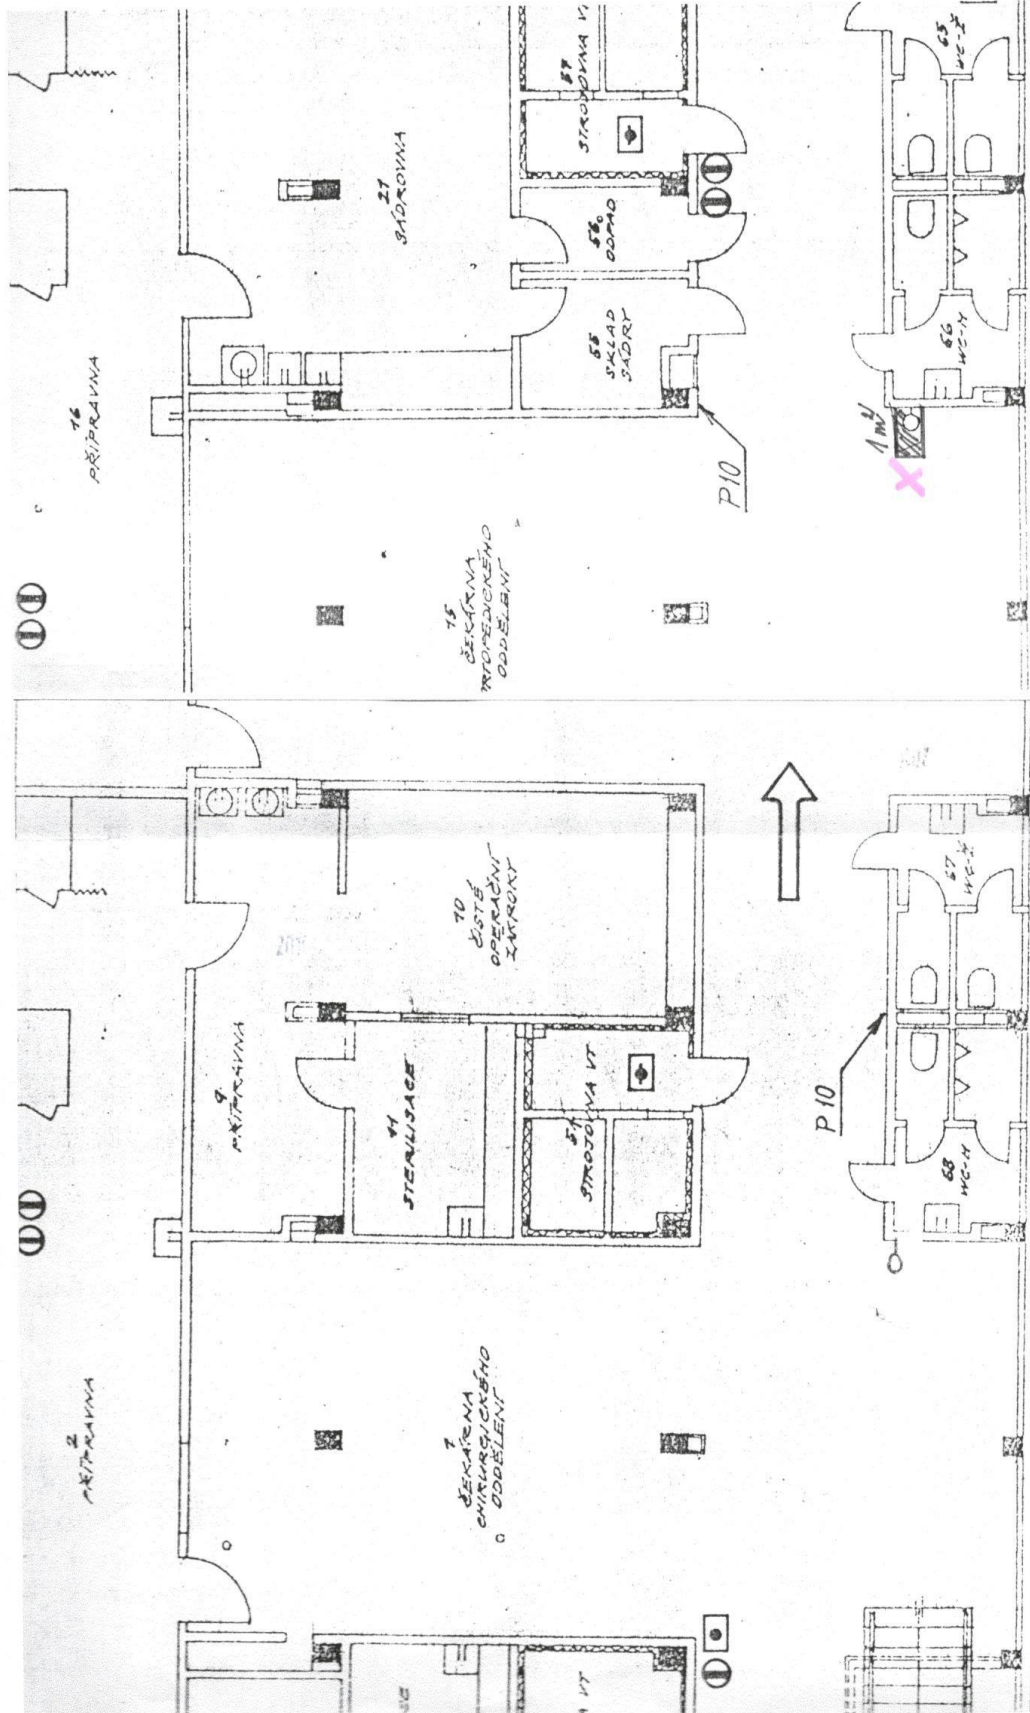 65
WC-Ž
57
STROJOVNA VT
21
SÁDROVNA
56
ODPAD
55
SKLAD
SÁDRY
66
WC-M
16
PŘÍPRAVNA
1 m²
P10
15
ČEKÁRNA
ORTOPEDICKÉHO
ODDĚLENÍ
67
WC-Ž
10
ČISTÉ
OPERAČNÍ
ZÁKROKY
9
PŘÍPRAVNA
11
STERILISACE
57
STROJOVNA VT
P10
68
WC-M
2
PŘÍPRAVNA
7
ČEKÁRNA
CHIRURGICKÉHO
ODDĚLENÍ
VT